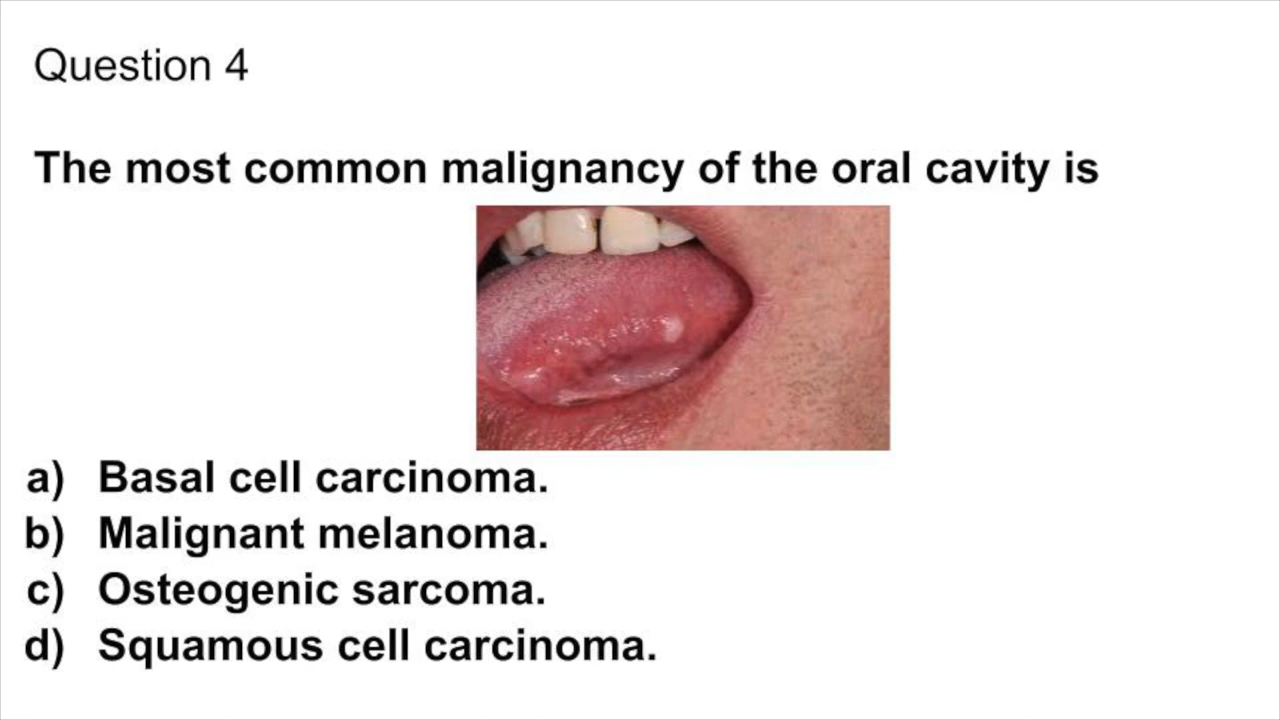 Question 4
The most common malignancy of the oral cavity is
a) Basal cell carcinoma.
b) Malignant melanoma.
c) Osteogenic sarcoma.
d) Squamous cell carcinoma.